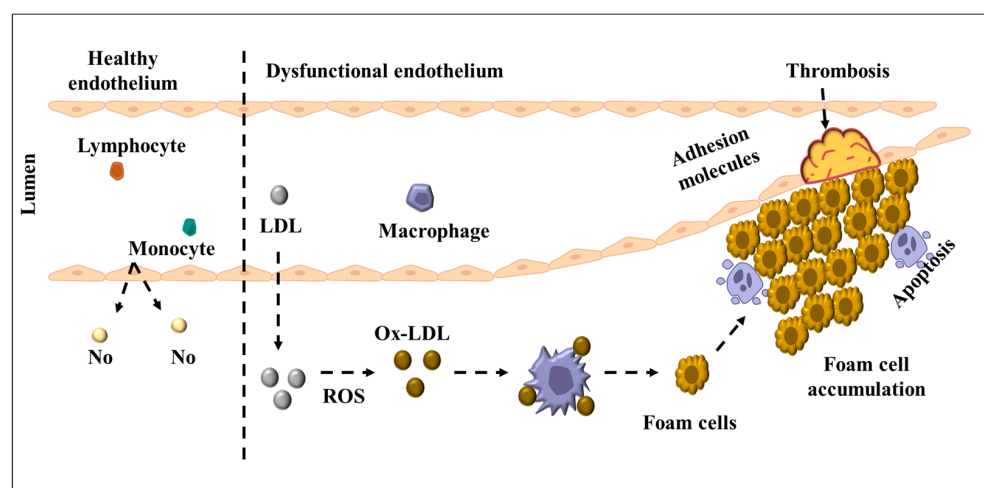 Healthy
endothelium
Dysfunctional endothelium
Thrombosis
Lumen
Lymphocyte
Monocyte
No
No
LDL
Macrophage
Adhesion
molecules
ROS
Ox-LDL
Foam cells
Apoptosis
Foam cell
accumulation